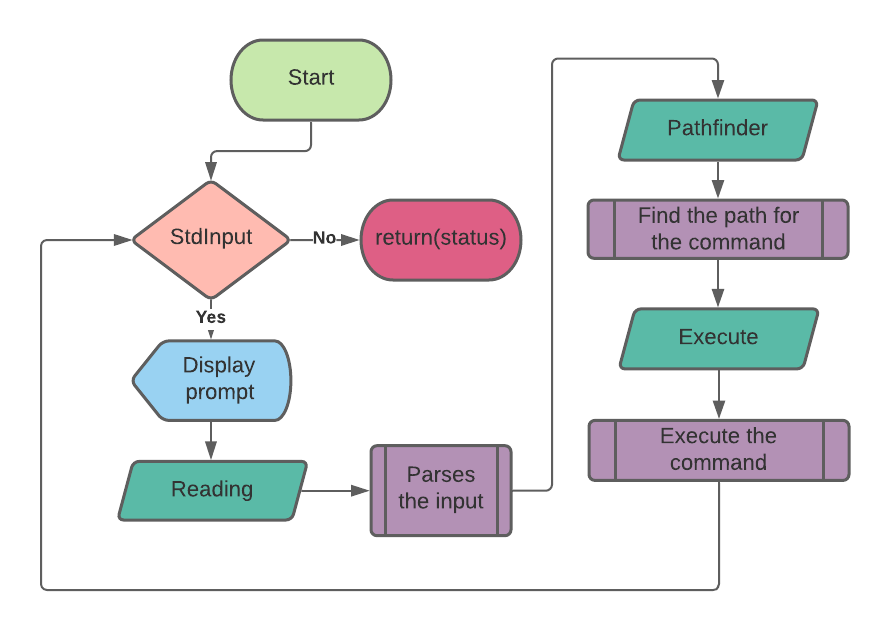 Start
StdInput
No
return(status)
Yes
Display
prompt
Reading
Parses
the input
Pathfinder
Find the path for
the command
Execute
Execute the
command